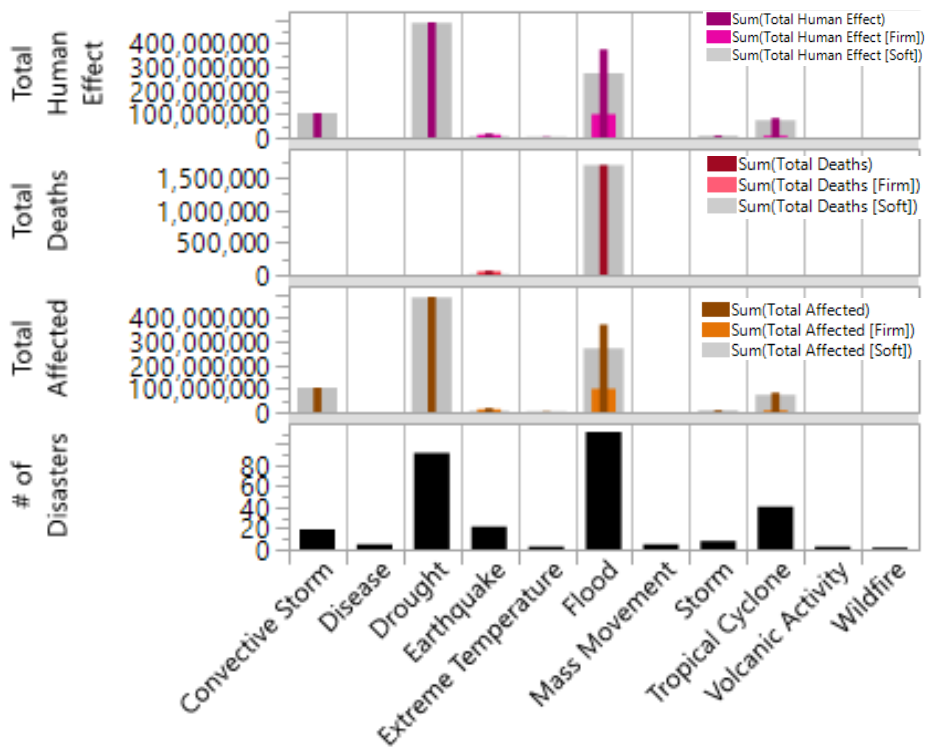 Total
Human
Effect
400,000,000
300,000,000
200,000,000
100,000,000
0
Sum(Total Human Effect)
Sum(Total Human Effect [Firm])
Sum(Total Human Effect [Soft])
Total
Deaths
1,500,000
1,000,000
500,000
0
Sum(Total Deaths)
Sum(Total Deaths [Firm])
Sum(Total Deaths [Soft])
Total
Affected
400,000,000
300,000,000
200,000,000
100,000,000
0
Sum(Total Affected)
Sum(Total Affected [Firm])
Sum(Total Affected [Soft])
# of
Disasters
80
60
40
20
0
Convective Storm
Disease
Drought
Earthquake
Extreme Temperature
Flood
Mass Movement
Storm
Tropical Cyclone
Volcanic Activity
Wildfire